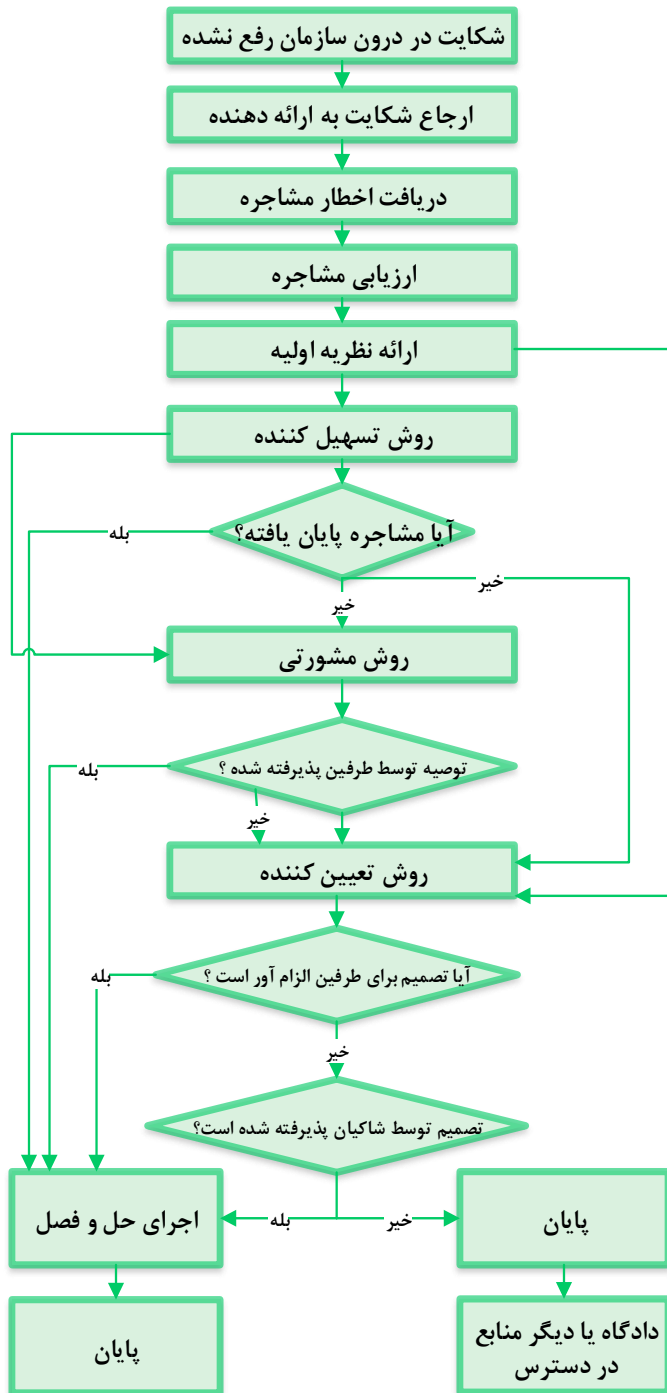 شکایت در درون سازمان رفع نشده
ارجاع شکایت به ارائه دهنده
دریافت اخطار مشاجره
ارزیابی مشاجره
ارائه نظریه اولیه
روش تسهیل کننده
آیا مشاجره پایان یافته؟
بله
خیر
خیر
روش مشورتی
توصیه توسط طرفین پذیرفته شده ؟
بله
خیر
روش تعیین کننده
آیا تصمیم برای طرفین الزام آور است ؟
بله
خیر
تصمیم توسط شاکیان پذیرفته شده است؟
بله
خیر
اجرای حل و فصل
پایان
پایان
دادگاه یا دیگر منابع
در دسترس